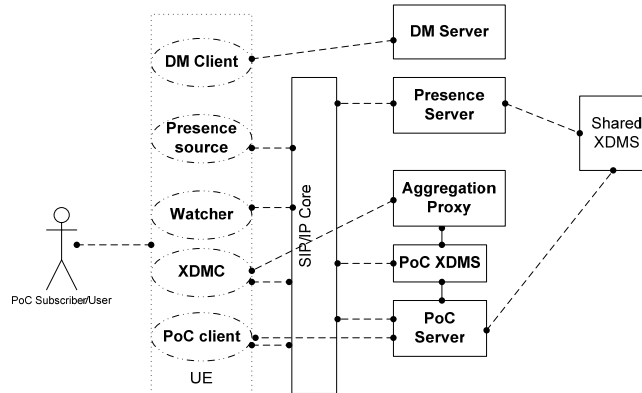 DM Server
DM Client
Presence
Server
Shared
XDMS
Presence
source
Aggregation
Proxy
Watcher
SIP/IP Core
PoC XDMS
XDMC
PoC Subscriber/User
PoC
Server
PoC client
UE